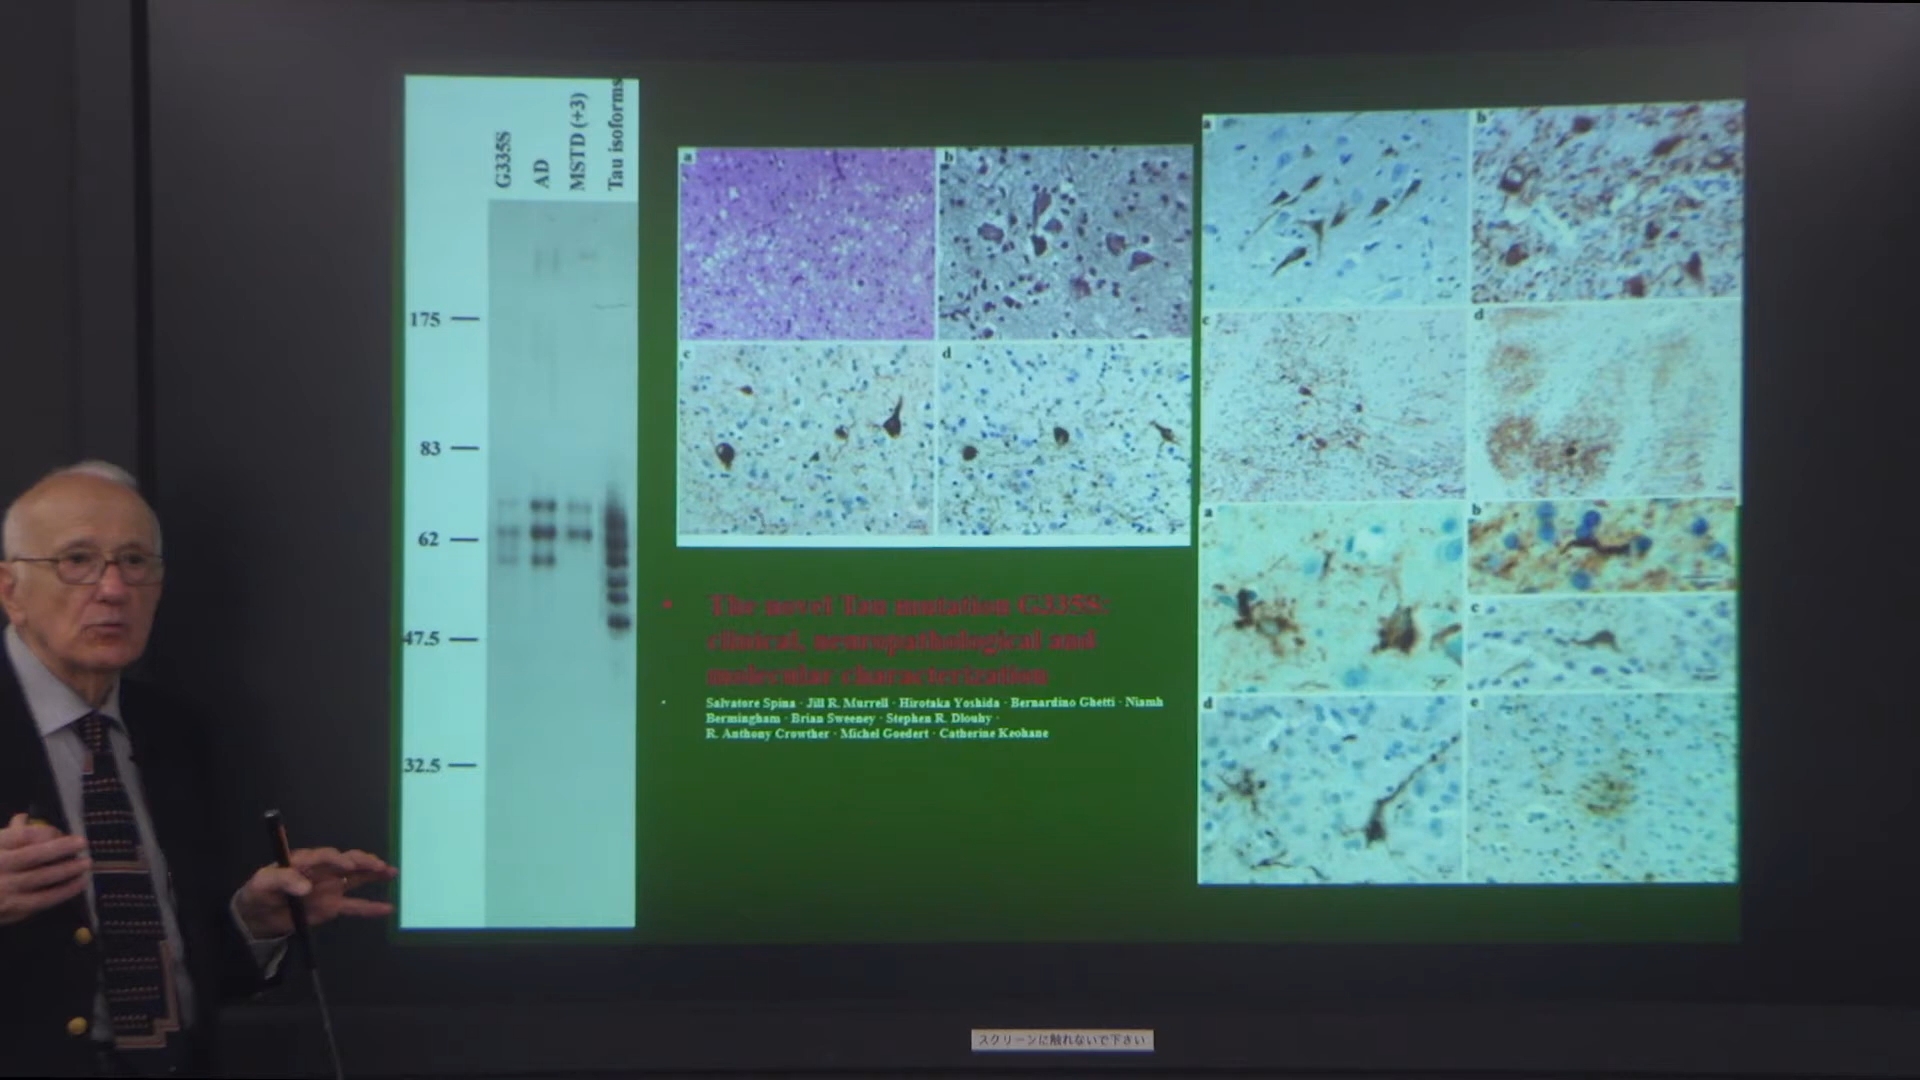 G335S
AD
MSTD (+3)
Tau isoforms
175
83
62
47.5
32.5
a
b
c
d
• The novel Tau mutation G335S:
clinical, neuropathological and
molecular characterization
• Salvatore Spina · Jill R. Murrell · Hirotaka Yoshida · Bernardino Ghetti · Niamh
Bermingham · Brian Sweeney · Stephen R. Dlouhy ·
R. Anthony Crowther · Michel Goedert · Catherine Keohane
a
b
c
d
a
b
c
d
e
スクリーンに触れないで下さい